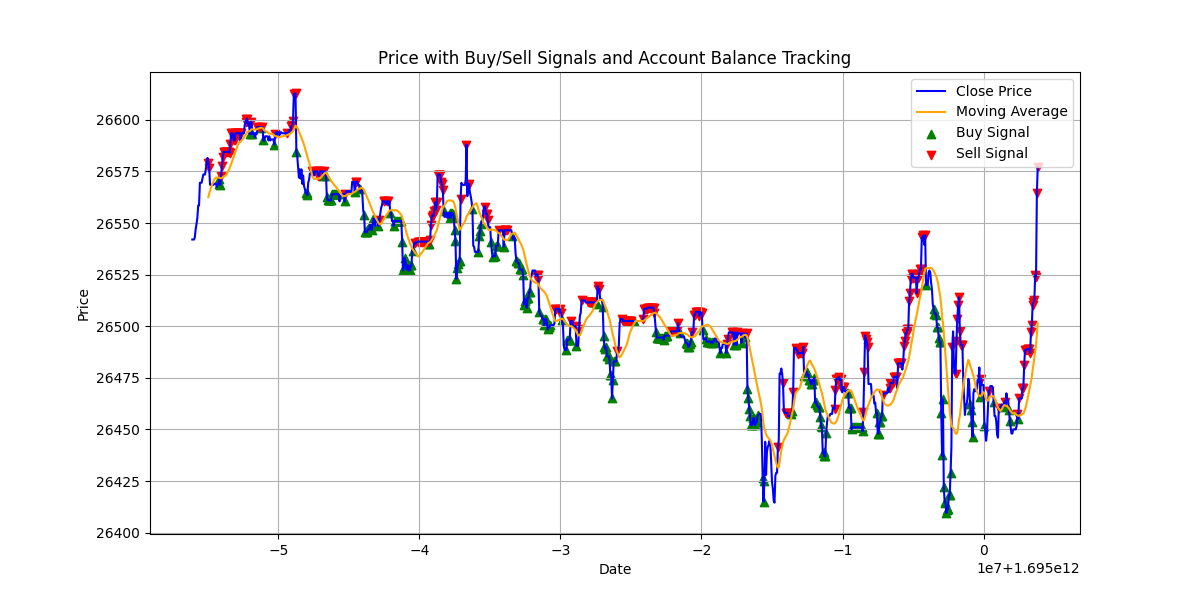 Price with Buy/Sell Signals and Account Balance Tracking
Close Price
Moving Average
Buy Signal
Sell Signal
26600
26575
26550
26525
26500
26475
26450
26425
26400
Price
−5
−4
−3
−2
−1
0
1e7+1.695e12
Date